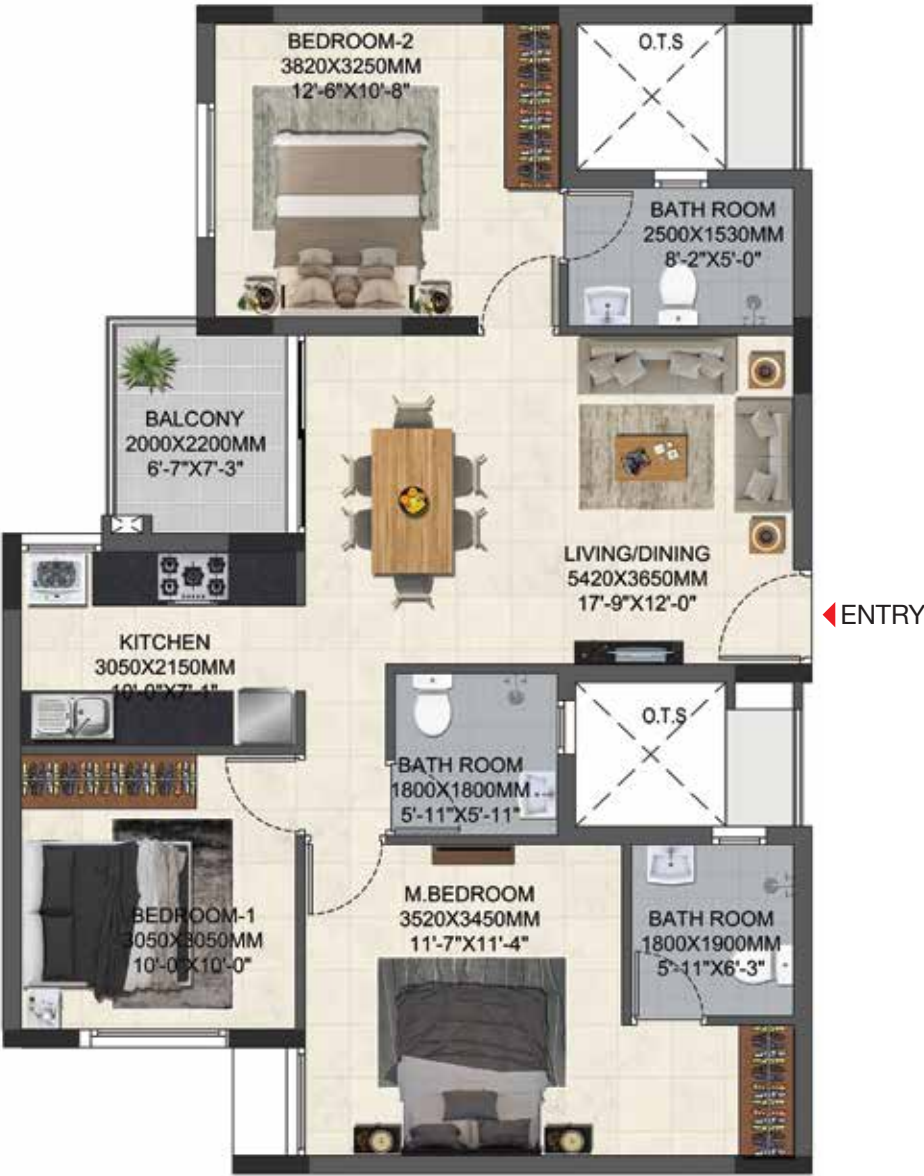 BEDROOM-2
3820X3250MM
12'-6"X10'-8"
O.T.S
BATH ROOM
2500X1530MM
8'-2"X5'-0"
BALCONY
2000X2200MM
6'-7"X7'-3"
LIVING/DINING
5420X3650MM
17'-9"X12'-0"
ENTRY
KITCHEN
3050X2150MM
10'-0"X7'-1"
O.T.S
BATH ROOM
1800X1800MM
5'-11"X5'-11"
BEDROOM-1
3050X3050MM
10'-0"X10'-0"
M.BEDROOM
3520X3450MM
11'-7"X11'-4"
BATH ROOM
1800X1900MM
5'-11"X6'-3"